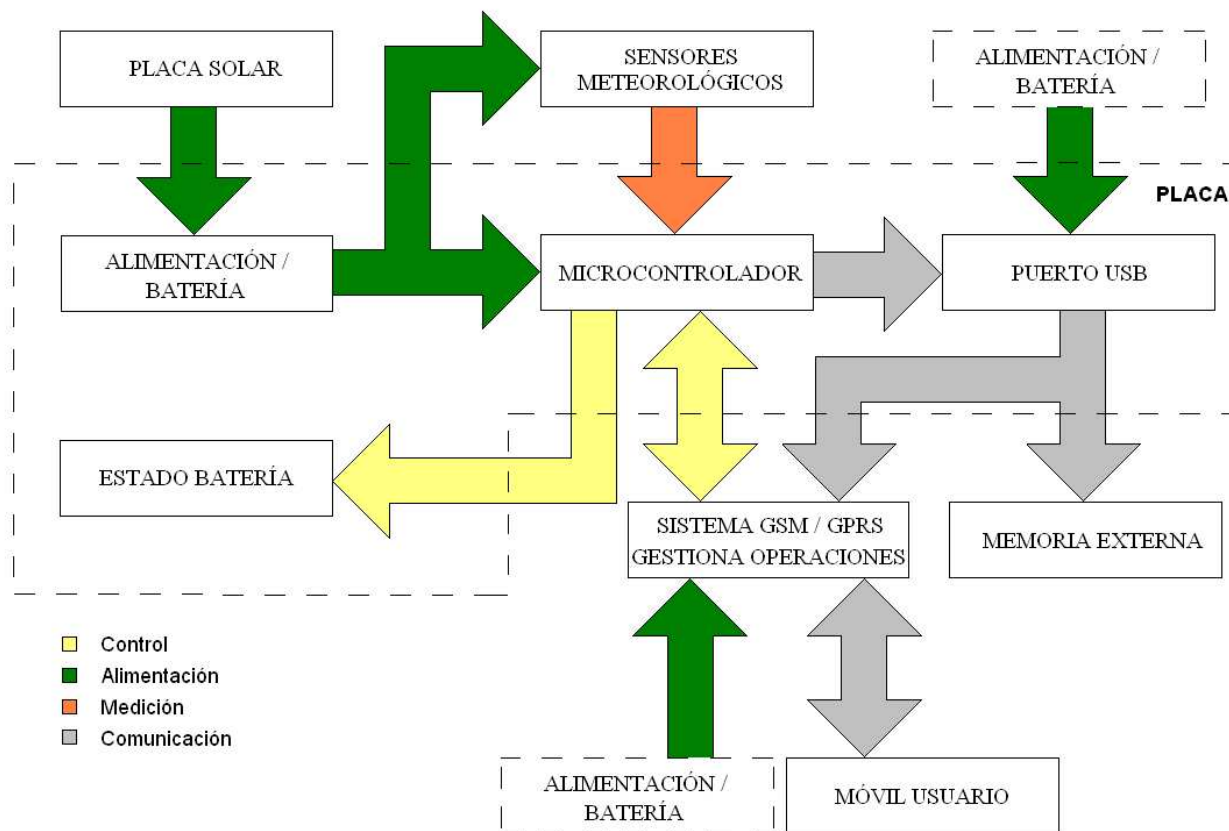 PLACA SOLAR
SENSORES
METEOROLÓGICOS
ALIMENTACIÓN /
BATERÍA
PLACA
ALIMENTACIÓN /
BATERÍA
MICROCONTROLADOR
PUERTO USB
ESTADO BATERÍA
SISTEMA GSM / GPRS
GESTIONA OPERACIONES
MEMORIA EXTERNA
Control
Alimentación
Medición
Comunicación
ALIMENTACIÓN /
BATERÍA
MÓVIL USUARIO